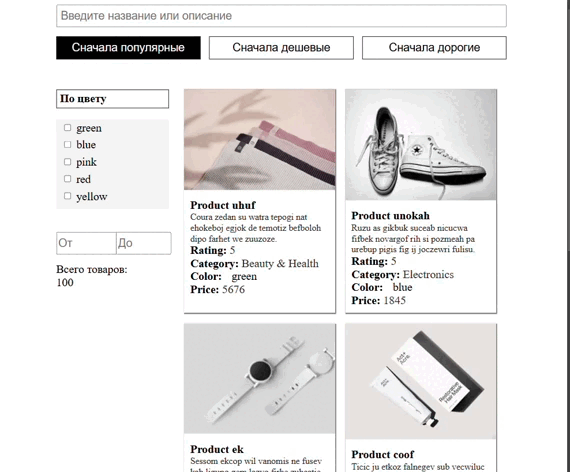 Введите название или описание
Сначала популярные
Сначала дешевые
Сначала дорогие
По цвету
green
blue
pink
red
yellow
От
До
Всего товаров:
100
Product uhuf
Coura zedan su watra tepogi nat
ehokeboj egjok de temotiz befboloh
dipo farhet we zuuzoze.
Rating: 5
Category: Beauty & Health
Color: green
Price: 5676
Product unokah
Ruzu as gikbuk suceab nicucwa
fifbek novargof rih si pozmeah pa
urebup pigis fig ij joczewri fulisu.
Rating: 5
Category: Electronics
Color: blue
Price: 1845
Product ek
Sessom ekcop wil vanomis ne fusev
Product coof
Ticic ju etkoz falnegev sub vecwiluc